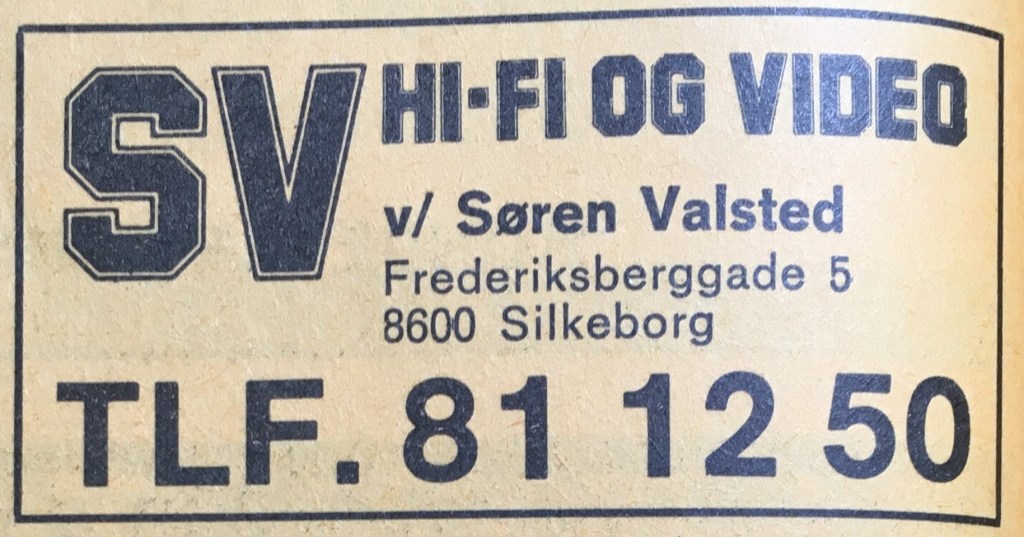 SV HI-FI OG VIDEO
v/ Søren Valsted
Frederiksberggade 5
8600 Silkeborg
TLF. 81 12 50